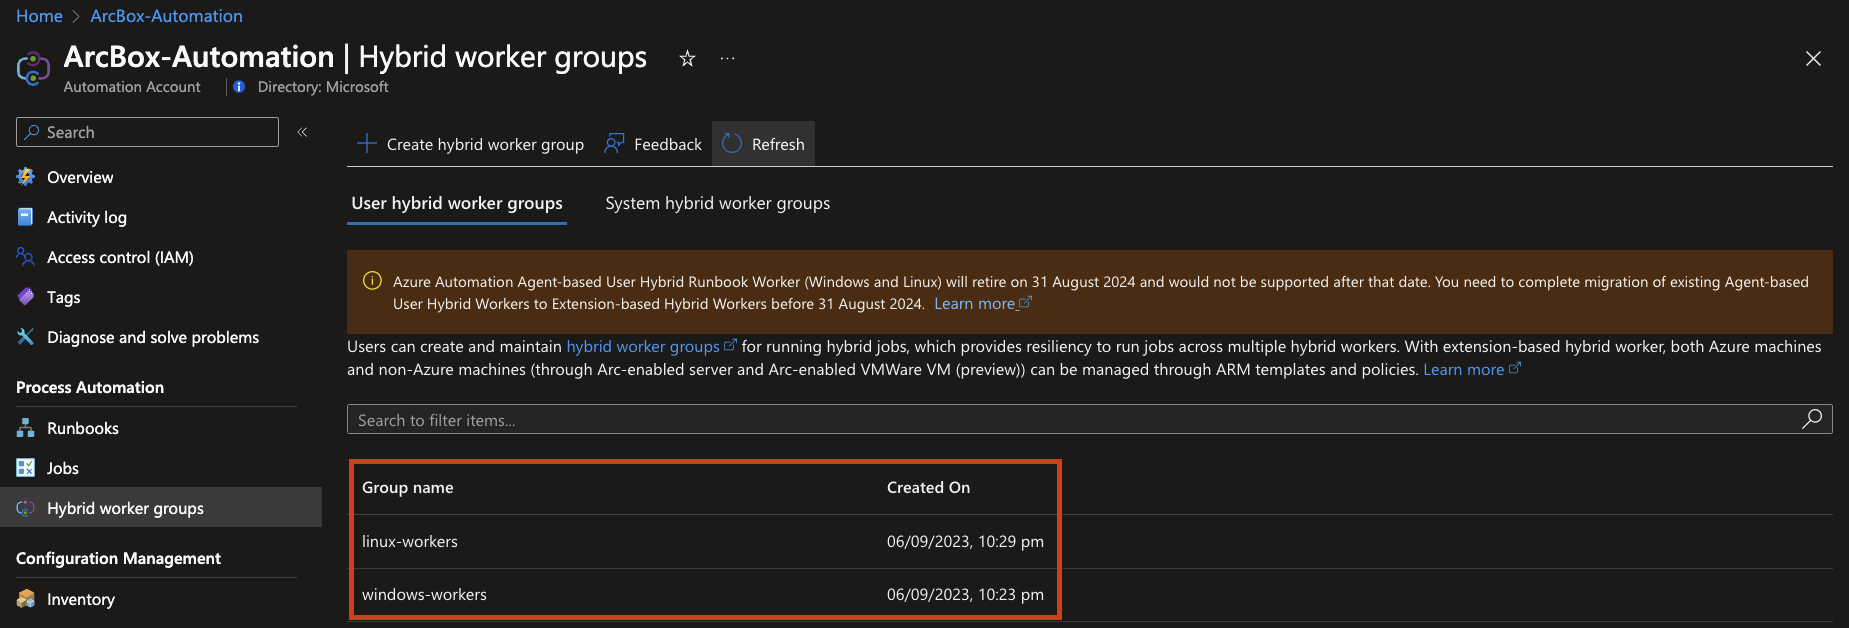 Home > ArcBox-Automation
ArcBox-Automation | Hybrid worker groups ☆ ...
Automation Account | Directory: Microsoft
Search «
Overview
Activity log
Access control (IAM)
Tags
Diagnose and solve problems
Process Automation
Runbooks
Jobs
Hybrid worker groups
Configuration Management
Inventory
Create hybrid worker group Feedback Refresh
User hybrid worker groups System hybrid worker groups
Azure Automation Agent-based User Hybrid Runbook Worker (Windows and Linux) will retire on 31 August 2024 and would not be supported after that date. You need to complete migration of existing Agent-based
User Hybrid Workers to Extension-based Hybrid Workers before 31 August 2024. Learn more
Users can create and maintain hybrid worker groups for running hybrid jobs, which provides resiliency to run jobs across multiple hybrid workers. With extension-based hybrid worker, both Azure machines
and non-Azure machines (through Arc-enabled server and Arc-enabled VMWare VM (preview)) can be managed through ARM templates and policies. Learn more
Search to filter items...
Group name Created On
linux-workers 06/09/2023, 10:29 pm
windows-workers 06/09/2023, 10:23 pm